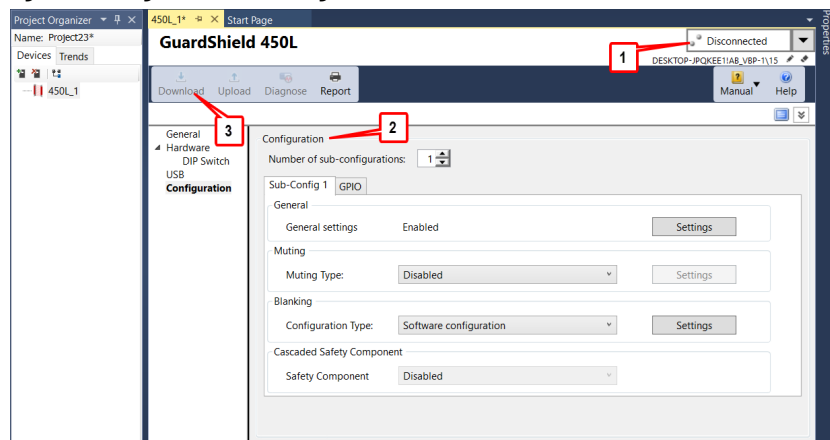 Project Organizer
Name: Project23*
Devices Trends
450L_1
450L_1* Start Page
GuardShield 450L
1
Disconnected
DESKTOP-JPQKEE1!AB_VBP-1\15
Properties
Download Upload Diagnose Report
Manual Help
3
2
General
Hardware
DIP Switch
USB
Configuration
Configuration
Number of sub-configurations: 1
Sub-Config 1 GPIO
General
General settings Enabled Settings
Muting
Muting Type: Disabled Settings
Blanking
Configuration Type: Software configuration Settings
Cascaded Safety Component
Safety Component Disabled